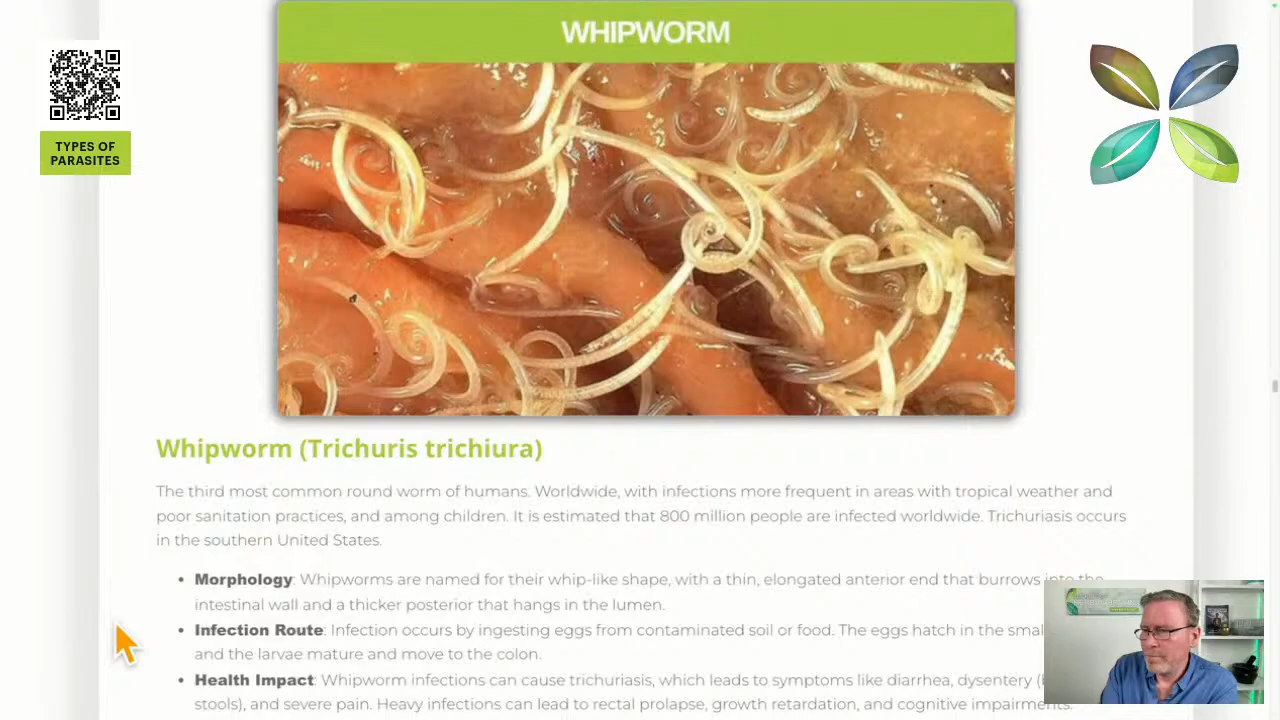 WHIPWORM
TYPES OF
PARASITES
Whipworm (Trichuris trichiura)
The third most common round worm of humans. Worldwide, with infections more frequent in areas with tropical weather and
poor sanitation practices, and among children. It is estimated that 800 million people are infected worldwide. Trichuriasis occurs
in the southern United States.
• Morphology: Whipworms are named for their whip-like shape, with a thin, elongated anterior end that burrows into the
intestinal wall and a thicker posterior that hangs in the lumen.
• Infection Route: Infection occurs by ingesting eggs from contaminated soil or food. The eggs hatch in the
and the larvae mature and move to the colon.
• Health Impact: Whipworm infections can cause trichuriasis, which leads to symptoms like diarrhea, dysentery
stools), and severe pain. Heavy infections can lead to rectal prolapse, growth retardation, and cognitive impairments.